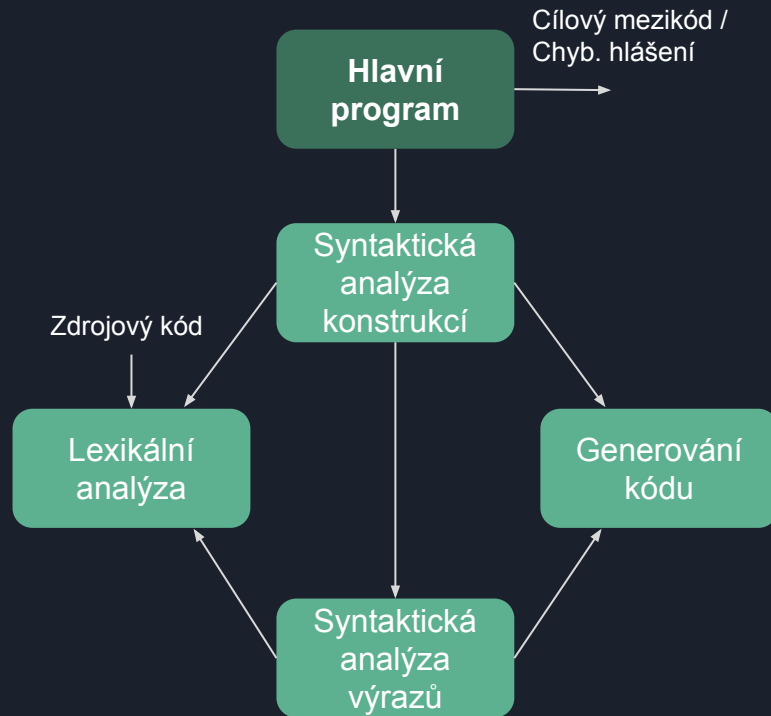 Cílový mezikód /
Chyb. hlášení
Hlavní
program
Syntaktická
analýza
konstrukcí
Zdrojový kód
Lexikální
analýza
Generování
kódu
Syntaktická
analýza
výrazů